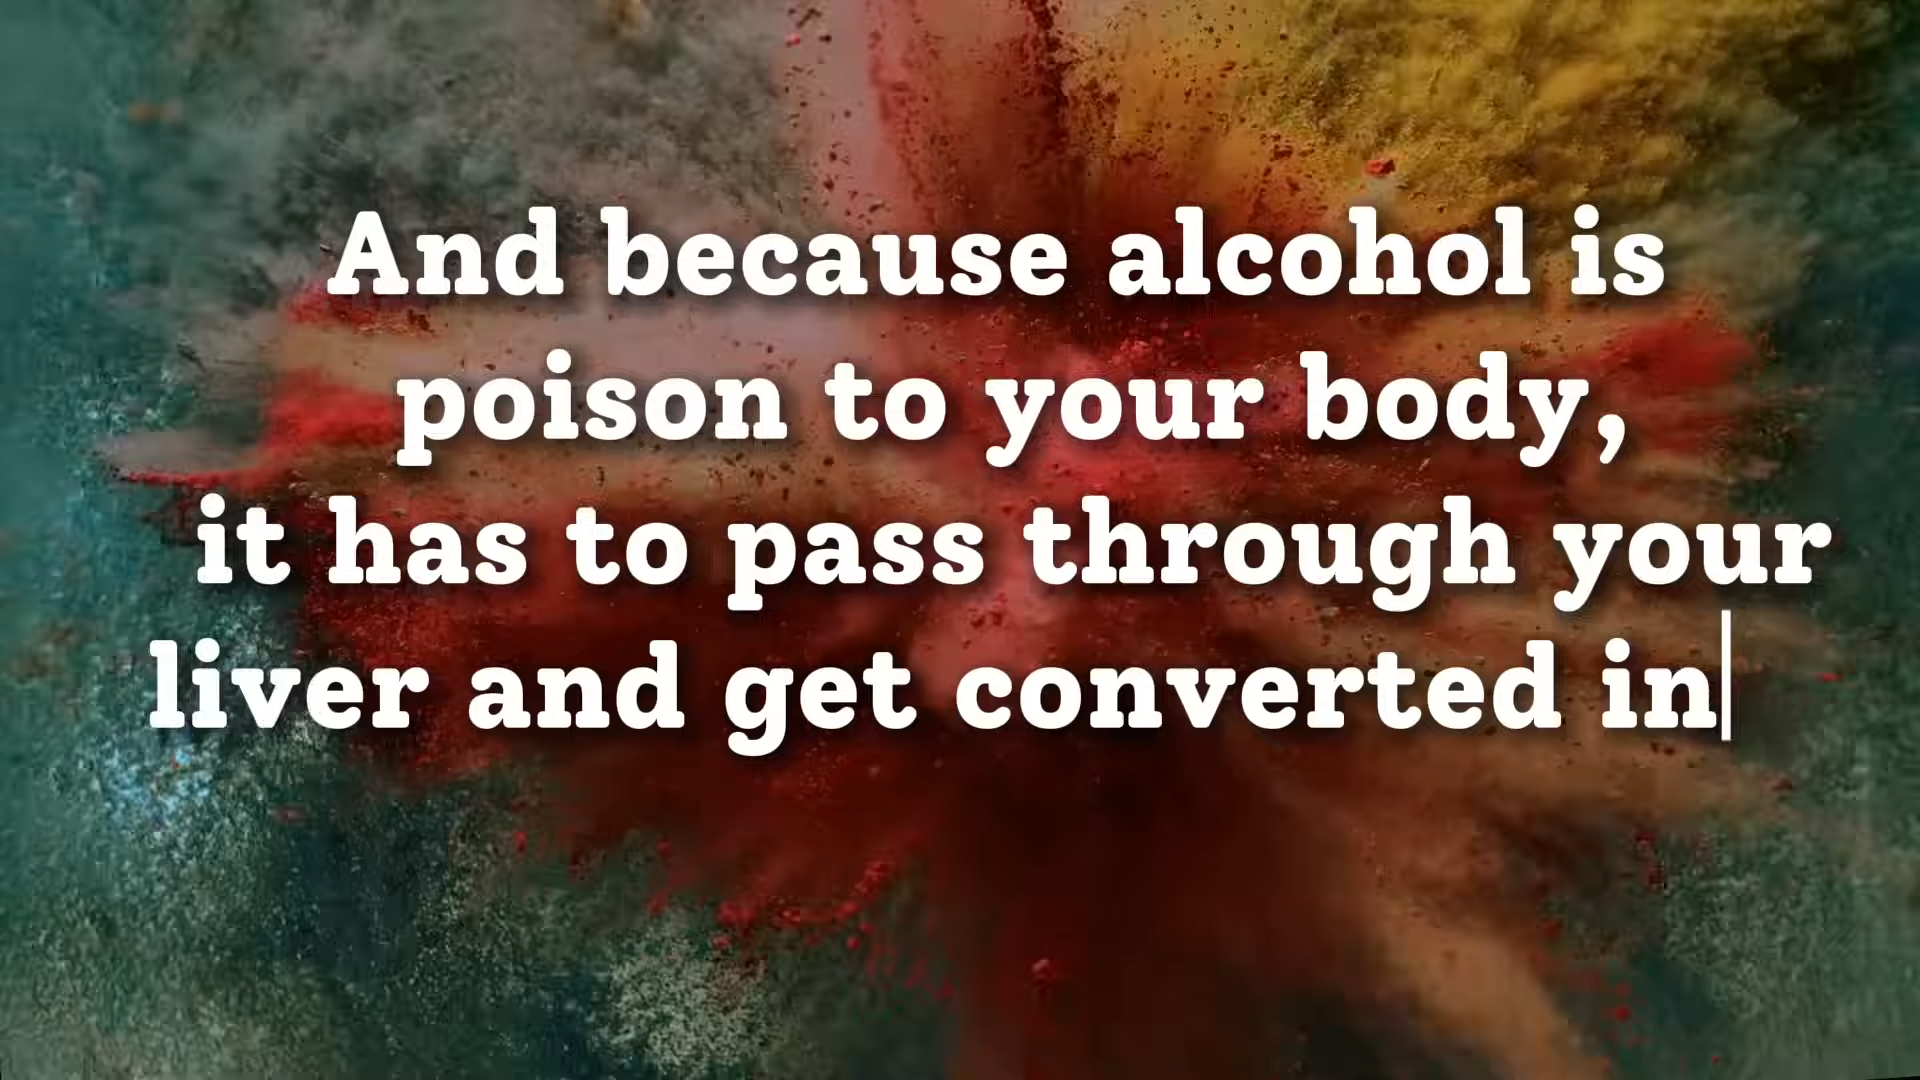 And because alcohol is
poison to your body,
it has to pass through your
liver and get converted in